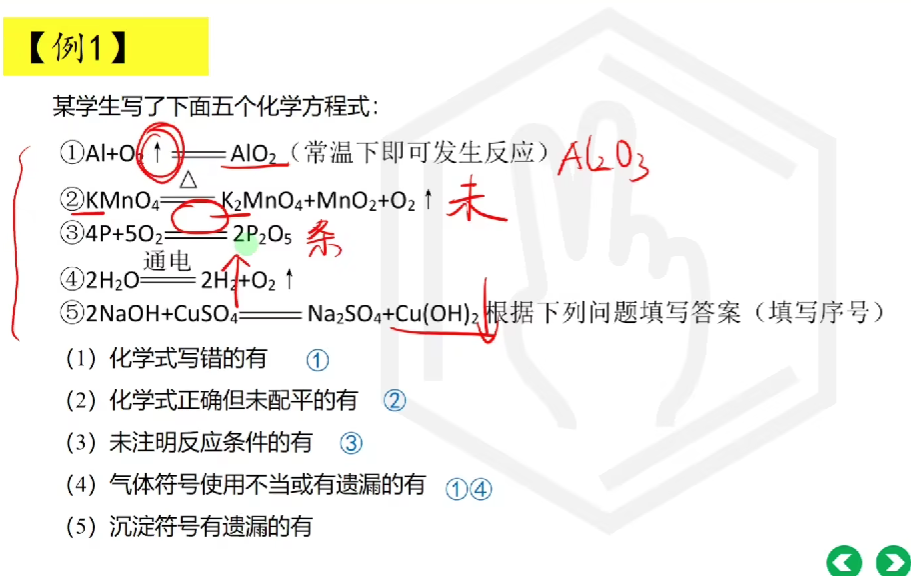 【例1】
某学生写了下面五个化学方程式：
①Al+O₂↑══AlO₂（常温下即可发生反应） Al₂O₃
△
②KMnO₄══K₂MnO₄+MnO₂+O₂↑ 未
③4P+5O₂══2P₂O₅ 条
通电
④2H₂O══2H₂+O₂↑
⑤2NaOH+CuSO₄══Na₂SO₄+Cu(OH)₂ 根据下列问题填写答案（填写序号）
（1）化学式写错的有 ①
（2）化学式正确但未配平的有 ②
（3）未注明反应条件的有 ③
（4）气体符号使用不当或有遗漏的有 ①④
（5）沉淀符号有遗漏的有